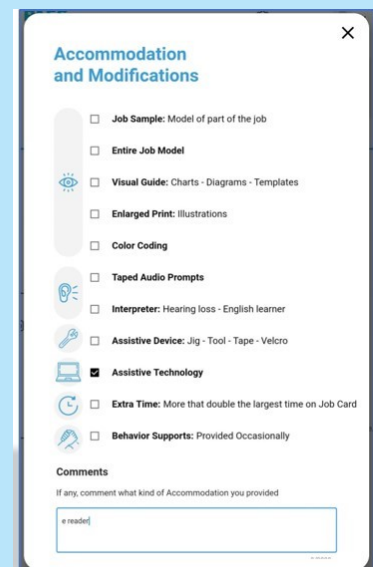 Accommodation
and Modifications
Job Sample: Model of part of the job
Entire Job Model
Visual Guide: Charts - Diagrams - Templates
Enlarged Print: Illustrations
Color Coding
Taped Audio Prompts
Interpreter: Hearing loss - English learner
Assistive Device: Jig - Tool - Tape - Velcro
Assistive Technology
Extra Time: More that double the largest time on Job Card
Behavior Supports: Provided Occasionally
Comments
If any, comment what kind of Accommodation you provided
e reader